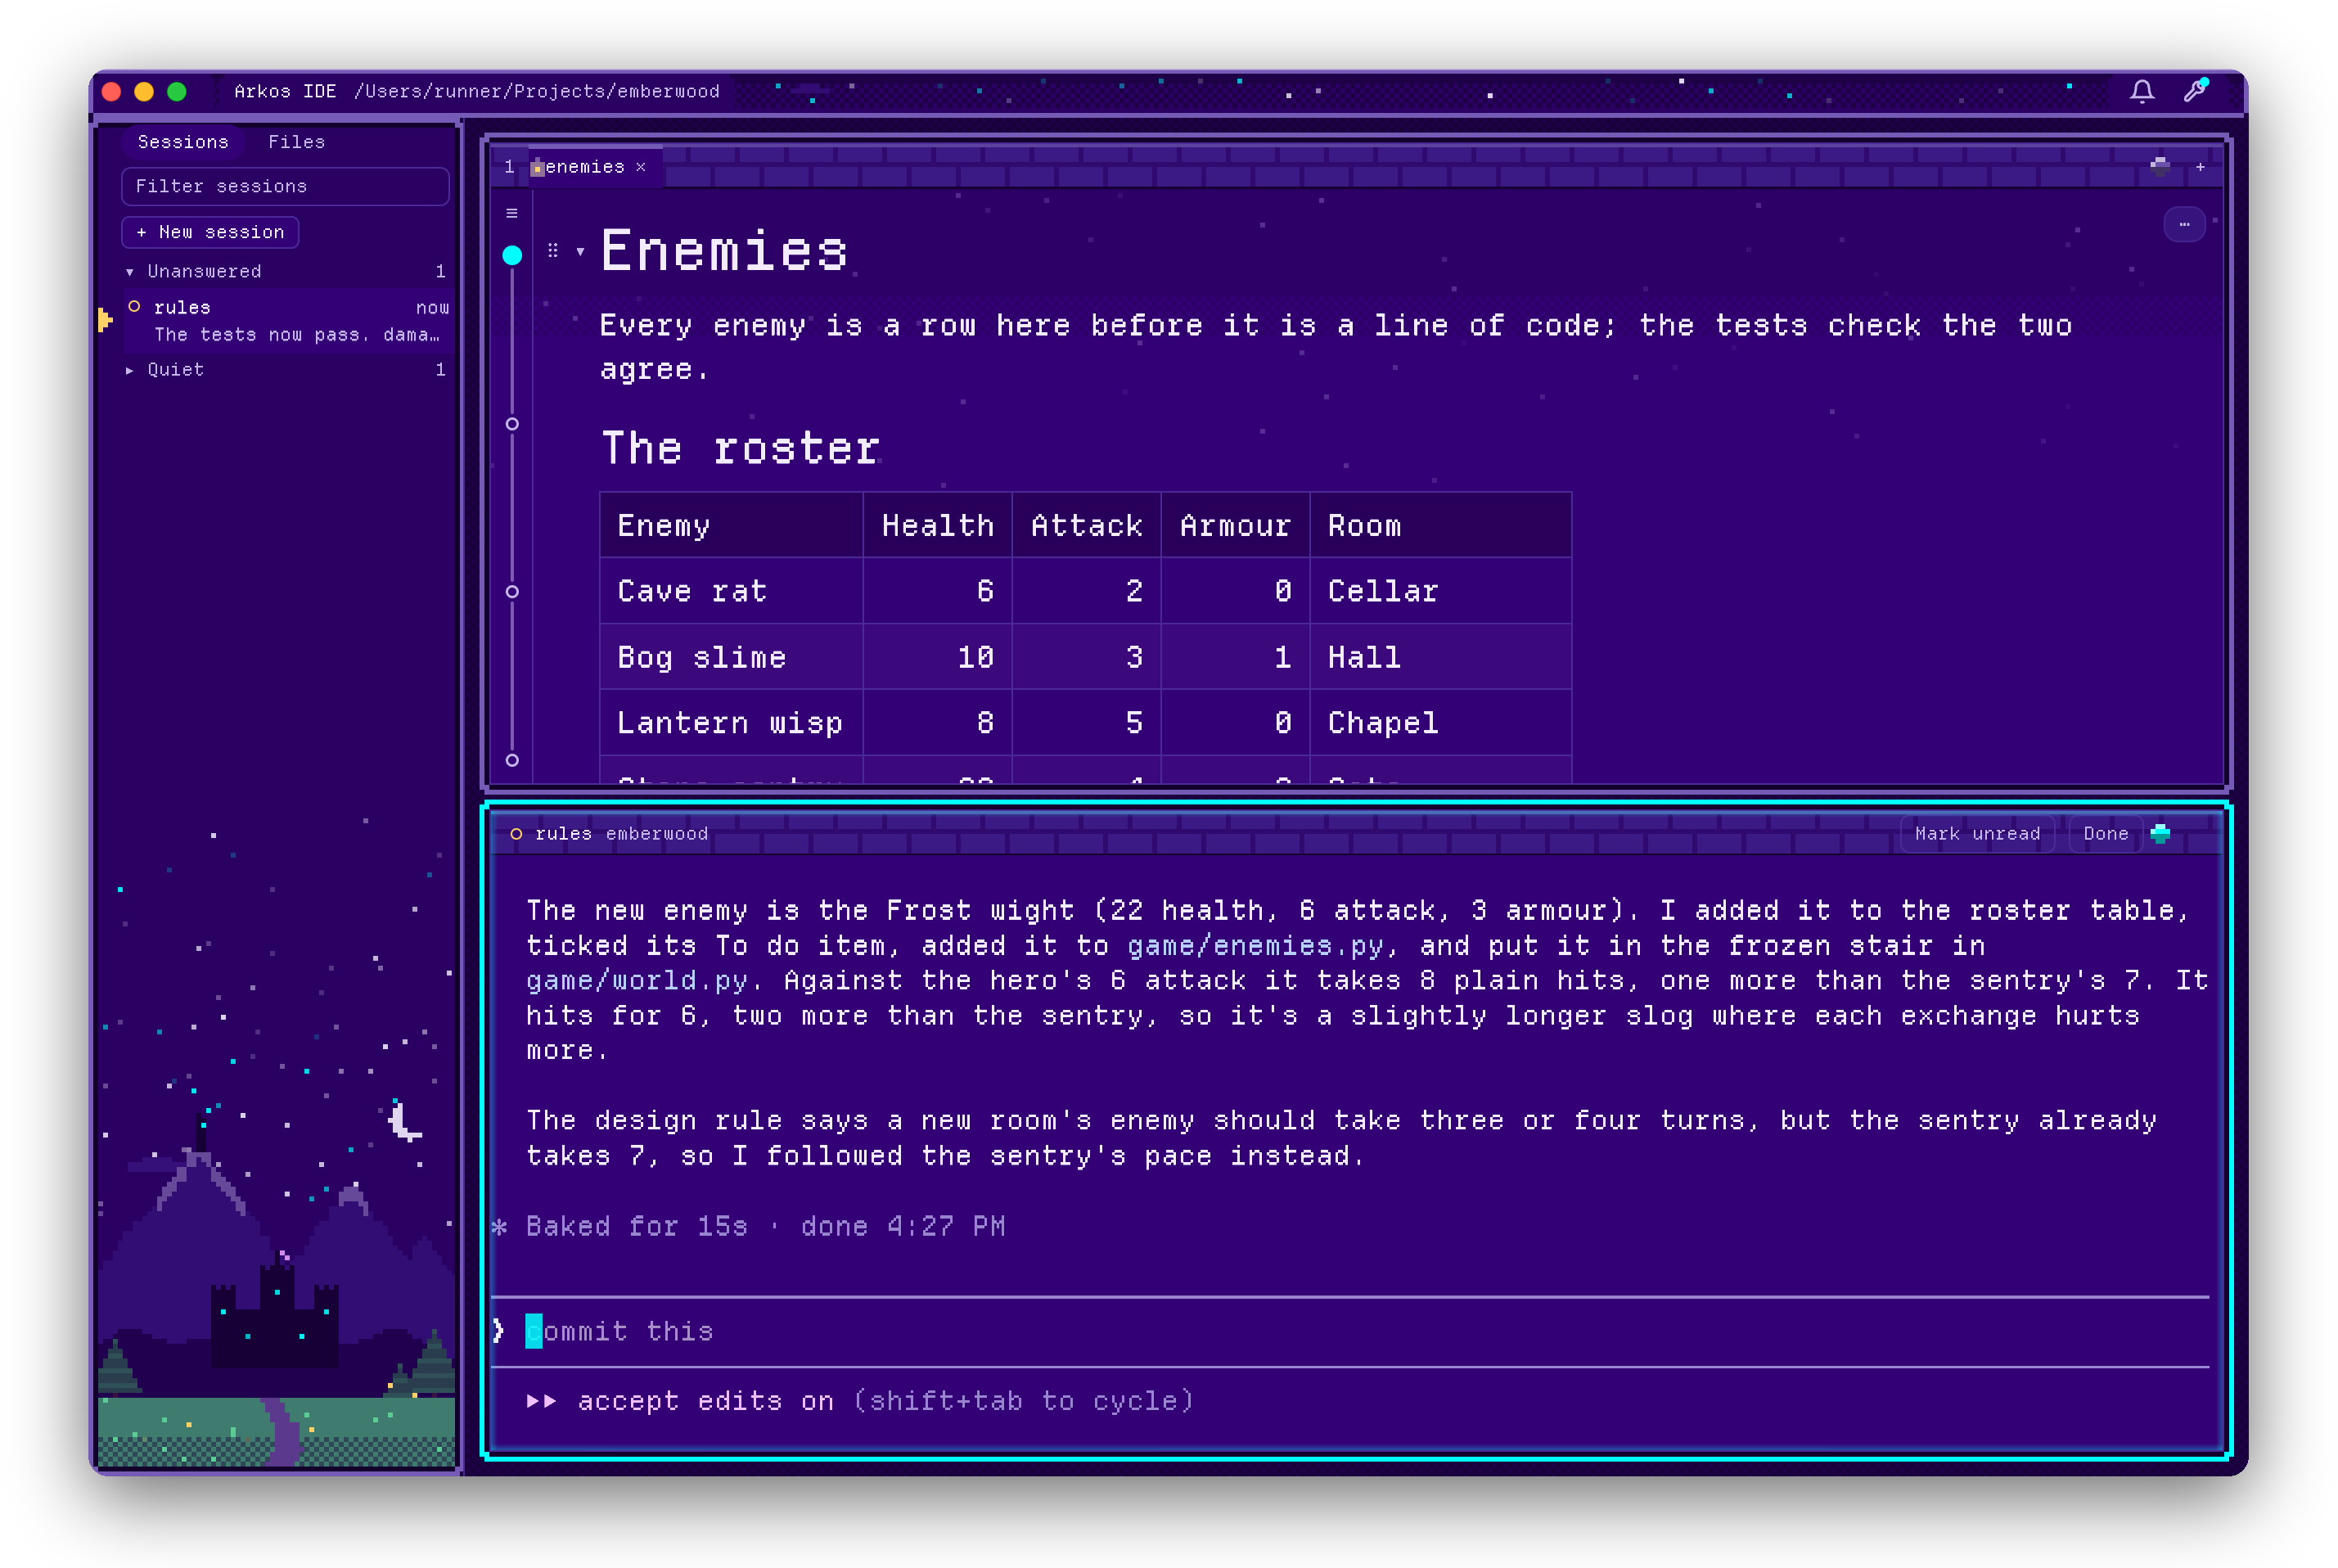 Arkos IDE /Users/runner/Projects/emberwood
Sessions Files
Filter sessions
+ New session
▾ Unanswered 1
rules now
The tests now pass. dama…
▸ Quiet 1
1 enemies × +
Enemies
Every enemy is a row here before it is a line of code; the tests check the two
agree.
The roster
Enemy Health Attack Armour Room
Cave rat 6 2 0 Cellar
Bog slime 10 3 1 Hall
Lantern wisp 8 5 0 Chapel
rules emberwood Mark unread Done
The new enemy is the Frost wight (22 health, 6 attack, 3 armour). I added it to the roster table,
ticked its To do item, added it to game/enemies.py, and put it in the frozen stair in
game/world.py. Against the hero's 6 attack it takes 8 plain hits, one more than the sentry's 7. It
hits for 6, two more than the sentry, so it's a slightly longer slog where each exchange hurts
more.
The design rule says a new room's enemy should take three or four turns, but the sentry already
takes 7, so I followed the sentry's pace instead.
✻ Baked for 15s · done 4:27 PM
❯ commit this
▸▸ accept edits on (shift+tab to cycle)